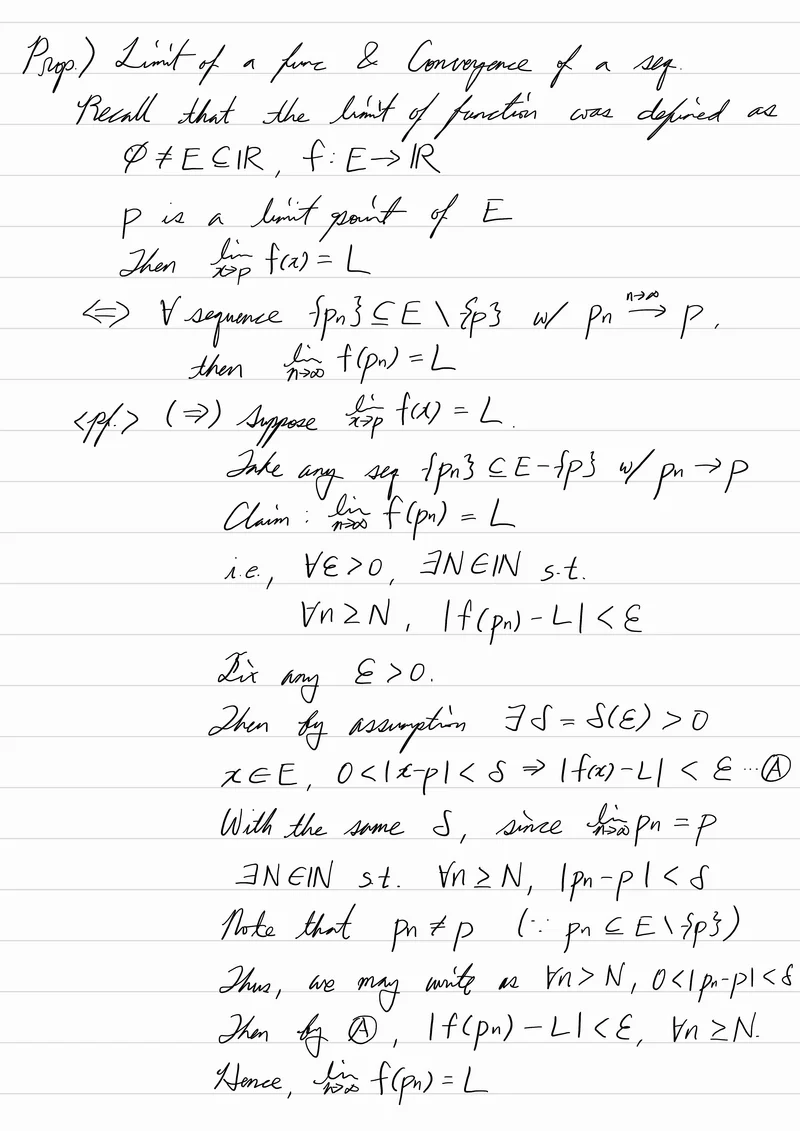 Prop.) Limit of a func & Convergence of a seq.
Recall that the limit of function was defined as
∅ ≠ E ⊆ ℝ, f: E → ℝ
p is a limit point of E
Then lim_{x→p} f(x) = L
⟺ ∀ sequence {pn} ⊆ E \ {p} w/ pn →^{n→∞} p,
then lim_{n→∞} f(pn) = L
<pf.> (⇒) Suppose lim_{x→p} f(x) = L.
Take any seq {pn} ⊆ E-{p} w/ pn → p
Claim: lim_{n→∞} f(pn) = L
i.e., ∀ε>0, ∃N∈ℕ s.t.
∀n ≥ N, |f(pn) - L| < ε
Fix any ε > 0.
Then by assumption ∃δ = δ(ε) > 0
x ∈ E, 0<|x-p| < δ ⇒ |f(x)-L| < ε ... Ⓐ
With the same δ, since lim_{n→∞} pn = p
∃N∈ℕ s.t. ∀n ≥ N, |pn - p| < δ
Note that pn ≠ p (∵ pn ⊆ E \ {p})
Thus, we may write as ∀n > N, 0<|pn-p|<δ
Then by Ⓐ, |f(pn) - L| < ε, ∀n ≥ N.
Hence, lim_{n→∞} f(pn) = L